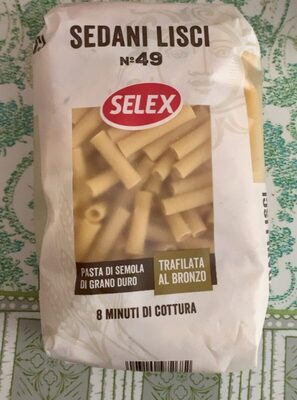 SEDANI LISCI
Nº49
SELEX
PASTA DI SEMOLA
DI GRANO DURO
TRAFILATA
AL BRONZO
8 MINUTI DI COTTURA